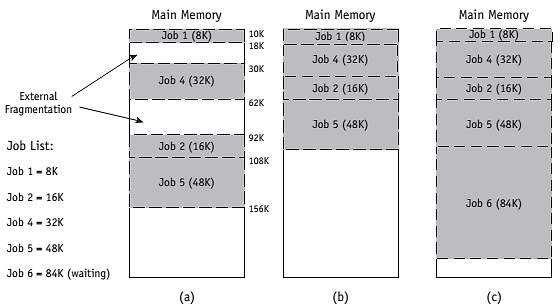 Main Memory
Main Memory
Main Memory
Job 1 (8K)
10K
18K
30K
Job 4 (32K)
62K
92K
Job 2 (16K)
108K
Job 5 (48K)
156K
External
Fragmentation
Job List:
Job 1 = 8K
Job 2 = 16K
Job 4 = 32K
Job 5 = 48K
Job 6 = 84K (waiting)
(a)
Job 1 (8K)
Job 4 (32K)
Job 2 (16K)
Job 5 (48K)
(b)
Job 1 (8K)
Job 4 (32K)
Job 2 (16K)
Job 5 (48K)
Job 6 (84K)
(c)